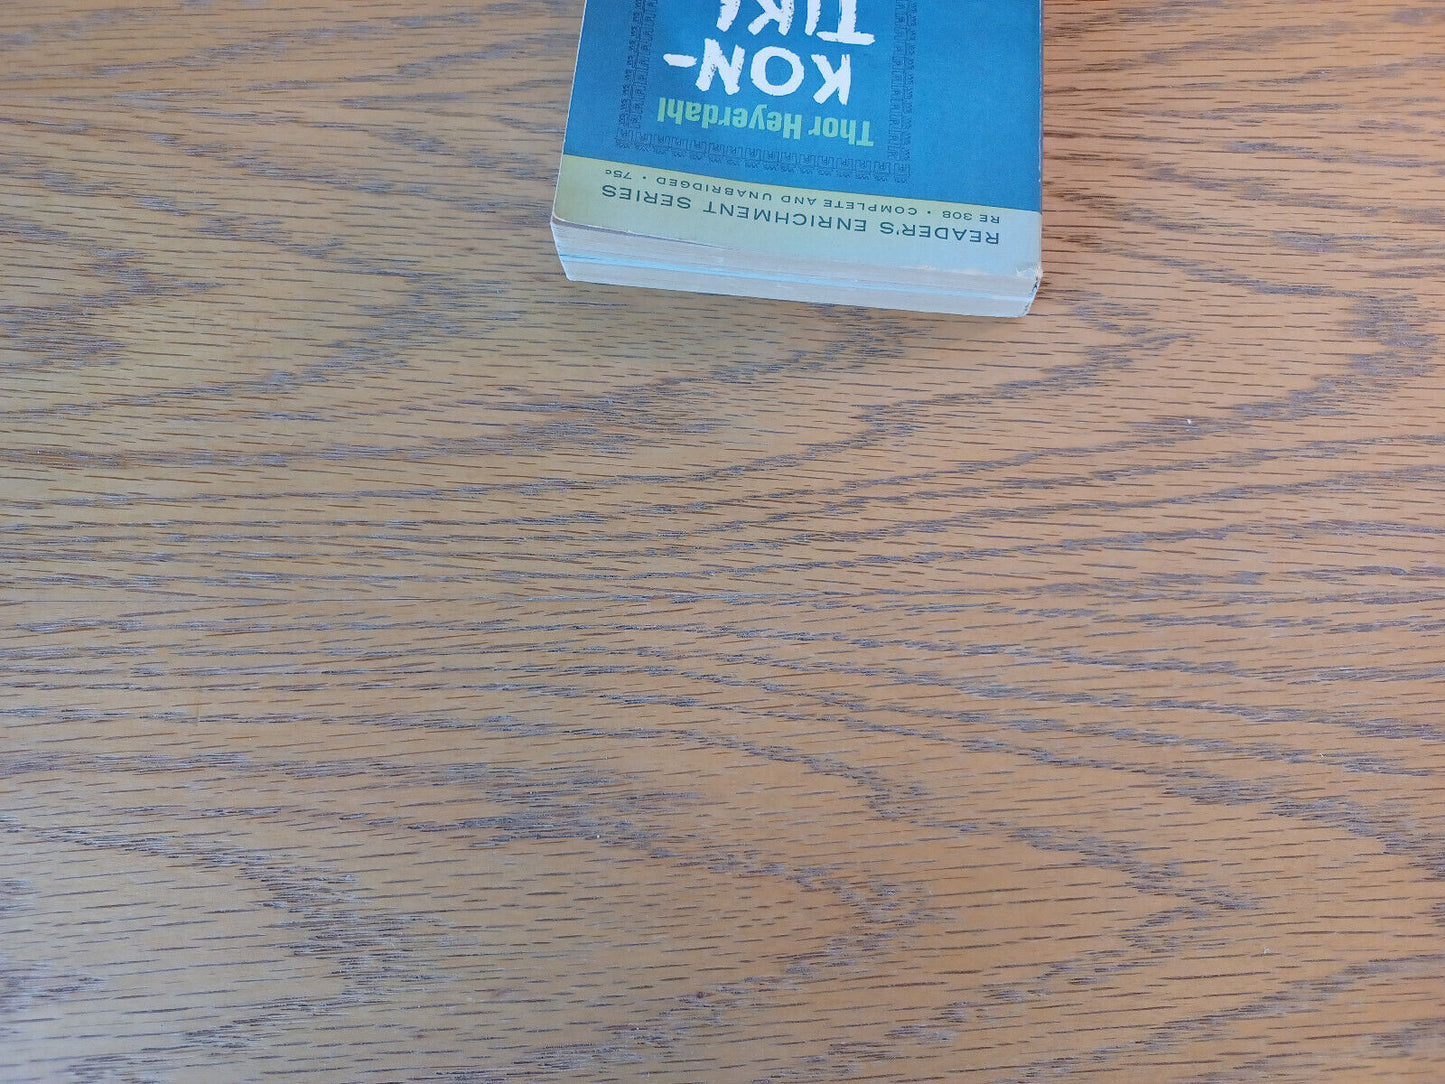 READER'S ENRICHMENT SERIES
RE 308 • COMPLETE AND UNABRIDGED • 75¢
Thor Heyerdahl
KON-
TIKI